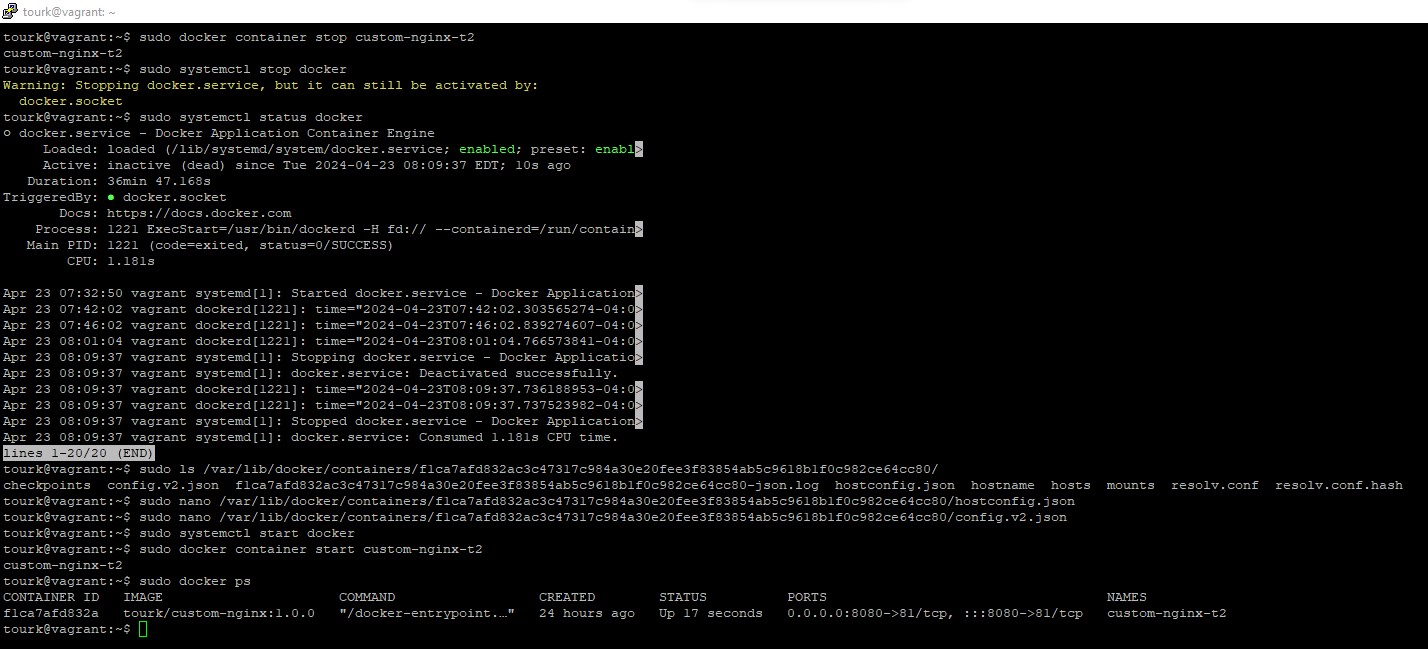 tourk@vagrant: ~
tourk@vagrant:~$ sudo docker container stop custom-nginx-t2
custom-nginx-t2
tourk@vagrant:~$ sudo systemctl stop docker
Warning: Stopping docker.service, but it can still be activated by:
  docker.socket
tourk@vagrant:~$ sudo systemctl status docker
○ docker.service - Docker Application Container Engine
     Loaded: loaded (/lib/systemd/system/docker.service; enabled; preset: enabl>
     Active: inactive (dead) since Tue 2024-04-23 08:09:37 EDT; 10s ago
   Duration: 36min 47.168s
TriggeredBy: ● docker.socket
       Docs: https://docs.docker.com
    Process: 1221 ExecStart=/usr/bin/dockerd -H fd:// --containerd=/run/contain>
   Main PID: 1221 (code=exited, status=0/SUCCESS)
        CPU: 1.181s
Apr 23 07:32:50 vagrant systemd[1]: Started docker.service - Docker Application>
Apr 23 07:42:02 vagrant dockerd[1221]: time="2024-04-23T07:42:02.303565274-04:0>
Apr 23 07:46:02 vagrant dockerd[1221]: time="2024-04-23T07:46:02.839274607-04:0>
Apr 23 08:01:04 vagrant dockerd[1221]: time="2024-04-23T08:01:04.766573841-04:0>
Apr 23 08:09:37 vagrant systemd[1]: Stopping docker.service - Docker Applicatio>
Apr 23 08:09:37 vagrant systemd[1]: docker.service: Deactivated successfully.
Apr 23 08:09:37 vagrant dockerd[1221]: time="2024-04-23T08:09:37.736188953-04:0>
Apr 23 08:09:37 vagrant dockerd[1221]: time="2024-04-23T08:09:37.737523982-04:0>
Apr 23 08:09:37 vagrant systemd[1]: Stopped docker.service - Docker Application>
Apr 23 08:09:37 vagrant systemd[1]: docker.service: Consumed 1.181s CPU time.
lines 1-20/20 (END)
tourk@vagrant:~$ sudo ls /var/lib/docker/containers/f1ca7afd832ac3c47317c984a30e20fee3f83854ab5c9618b1f0c982ce64cc80/
checkpoints  config.v2.json  f1ca7afd832ac3c47317c984a30e20fee3f83854ab5c9618b1f0c982ce64cc80-json.log  hostconfig.json  hostname  hosts  mounts  resolv.conf  resolv.conf.hash
tourk@vagrant:~$ sudo nano /var/lib/docker/containers/f1ca7afd832ac3c47317c984a30e20fee3f83854ab5c9618b1f0c982ce64cc80/hostconfig.json
tourk@vagrant:~$ sudo nano /var/lib/docker/containers/f1ca7afd832ac3c47317c984a30e20fee3f83854ab5c9618b1f0c982ce64cc80/config.v2.json
tourk@vagrant:~$ sudo systemctl start docker
tourk@vagrant:~$ sudo docker container start custom-nginx-t2
custom-nginx-t2
tourk@vagrant:~$ sudo docker ps
CONTAINER ID   IMAGE                      COMMAND                  CREATED        STATUS          PORTS                                   NAMES
f1ca7afd832a   tourk/custom-nginx:1.0.0   "/docker-entrypoint.…"   24 hours ago   Up 17 seconds   0.0.0.0:8080->81/tcp, :::8080->81/tcp   custom-nginx-t2
tourk@vagrant:~$